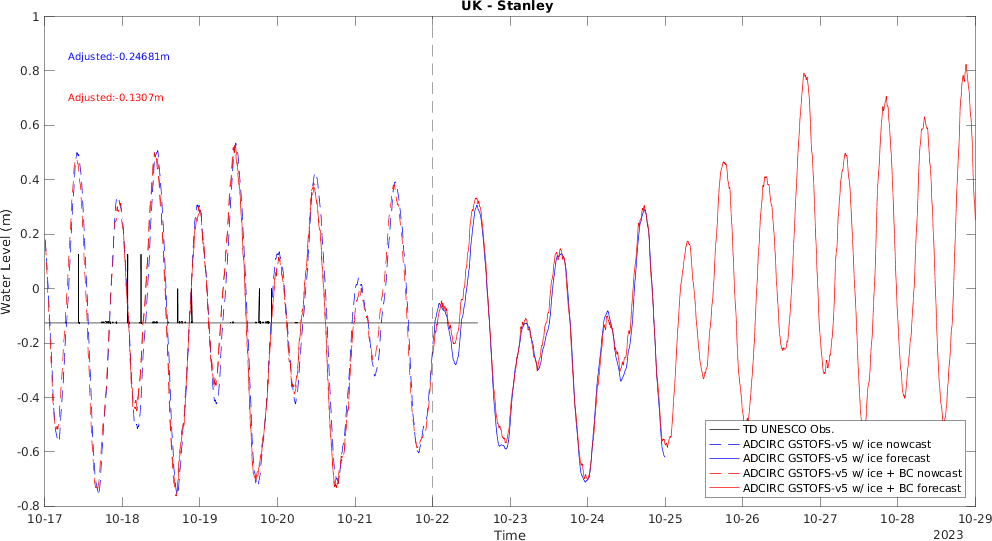 UK - Stanley
Adjusted:-0.24681m
Adjusted:-0.1307m
Water Level (m)
1
0.8
0.6
0.4
0.2
0
-0.2
-0.4
-0.6
-0.8
TD UNESCO Obs.
ADCIRC GSTOFS-v5 w/ ice nowcast
ADCIRC GSTOFS-v5 w/ ice forecast
ADCIRC GSTOFS-v5 w/ ice + BC nowcast
ADCIRC GSTOFS-v5 w/ ice + BC forecast
10-17 10-18 10-19 10-20 10-21 10-22 10-23 10-24 10-25 10-26 10-27 10-28 10-29
Time
2023